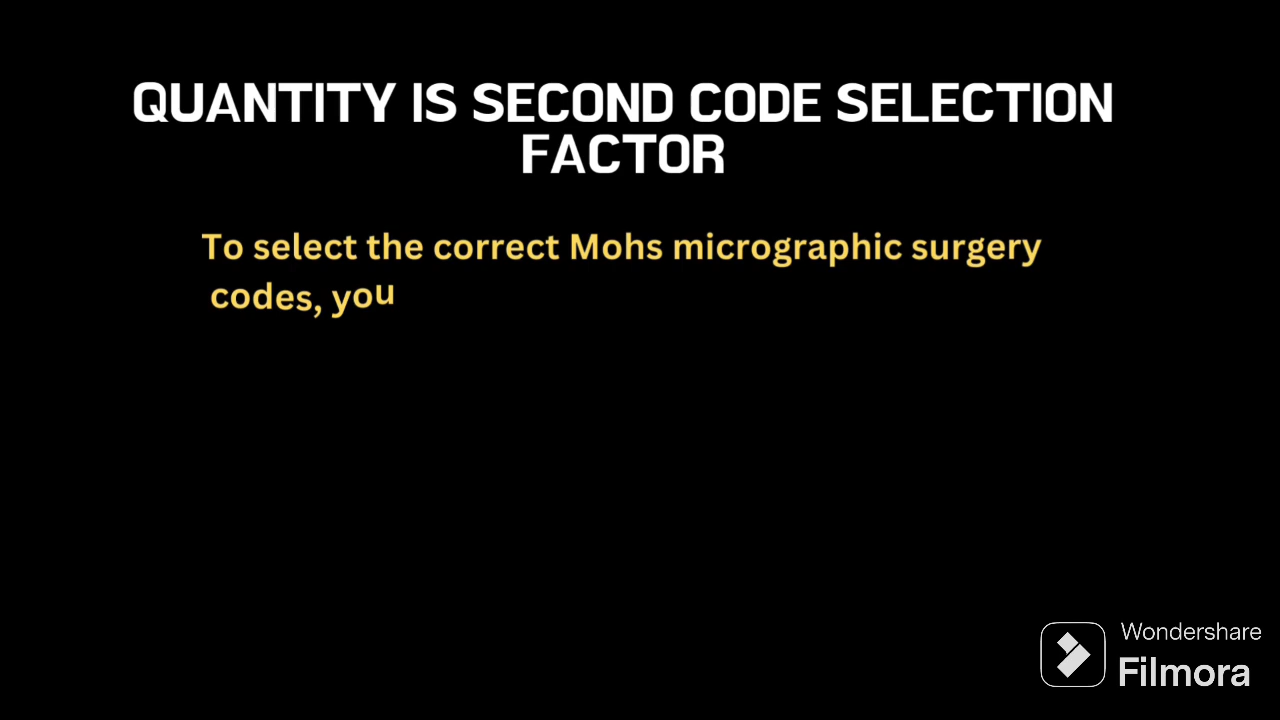 QUANTITY IS SECOND CODE SELECTION
FACTOR
To select the correct Mohs micrographic surgery
codes, you
Wondershare
Filmora